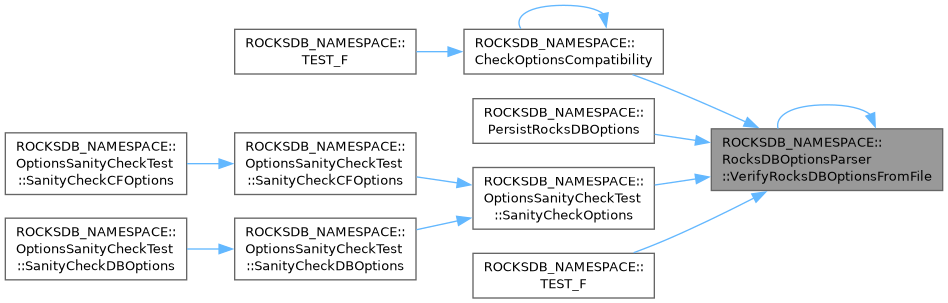 ROCKSDB_NAMESPACE::
TEST_F
ROCKSDB_NAMESPACE::
CheckOptionsCompatibility
ROCKSDB_NAMESPACE::
PersistRocksDBOptions
ROCKSDB_NAMESPACE::
RocksDBOptionsParser
::VerifyRocksDBOptionsFromFile
ROCKSDB_NAMESPACE::
OptionsSanityCheckTest
::SanityCheckCFOptions
ROCKSDB_NAMESPACE::
OptionsSanityCheckTest
::SanityCheckCFOptions
ROCKSDB_NAMESPACE::
OptionsSanityCheckTest
::SanityCheckOptions
ROCKSDB_NAMESPACE::
OptionsSanityCheckTest
::SanityCheckDBOptions
ROCKSDB_NAMESPACE::
OptionsSanityCheckTest
::SanityCheckDBOptions
ROCKSDB_NAMESPACE::
TEST_F